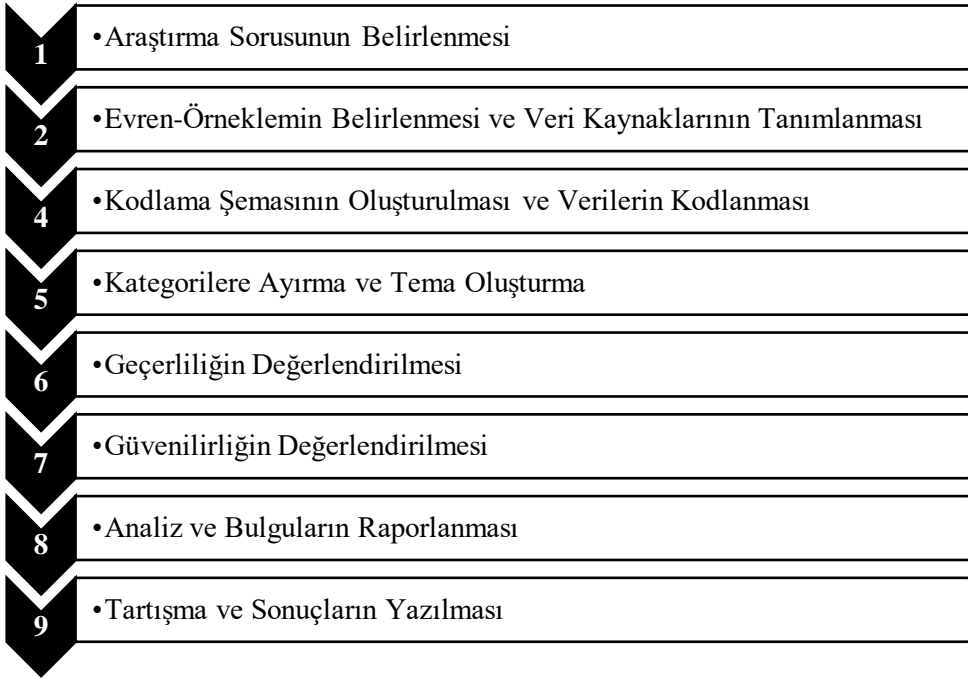 1 •Araştırma Sorusunun Belirlenmesi
2 •Evren-Örneklemin Belirlenmesi ve Veri Kaynaklarının Tanımlanması
4 •Kodlama Şemasının Oluşturulması ve Verilerin Kodlanması
5 •Kategorilere Ayırma ve Tema Oluşturma
6 •Geçerliliğin Değerlendirilmesi
7 •Güvenilirliğin Değerlendirilmesi
8 •Analiz ve Bulguların Raporlanması
9 •Tartışma ve Sonuçların Yazılması